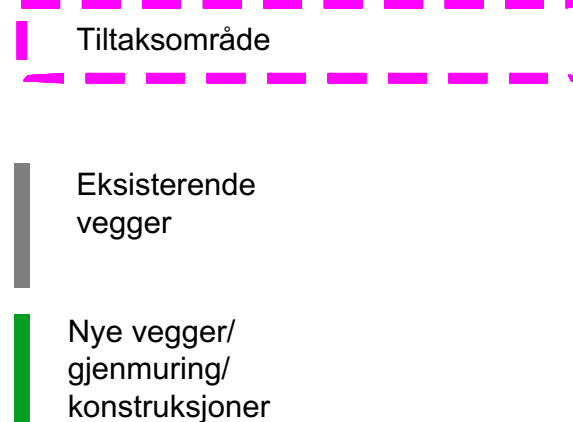 Tiltaksområde
Eksisterende
vegger
Nye vegger/
gjenmuring/
konstruksjoner